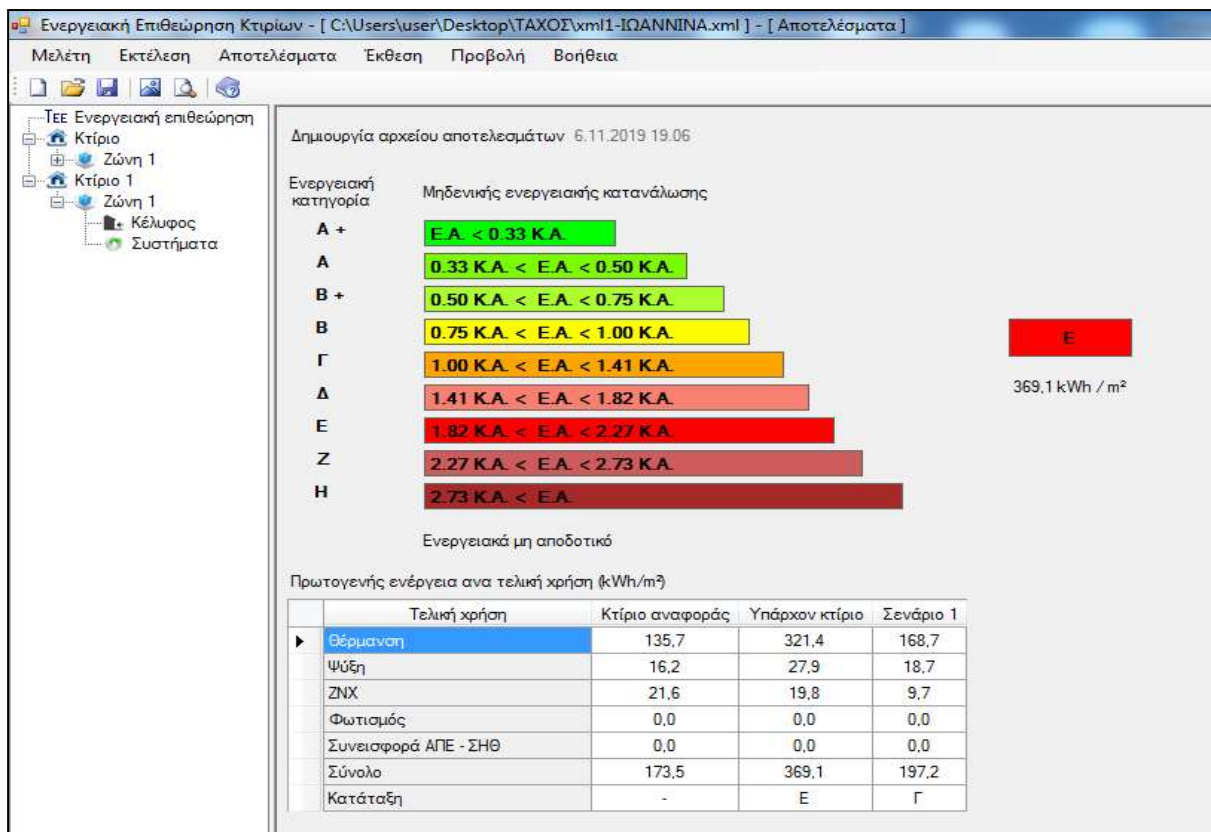 Ενεργειακή Επιθεώρηση Κτιρίων - [ C:\Users\user\Desktop\ΤΑΧΟΣ\xml1-ΙΩΑΝΝΙΝΑ.xml ] - [ Αποτελέσματα ]
Μελέτη Εκτέλεση Αποτελέσματα Έκθεση Προβολή Βοήθεια
ΤΕΕ Ενεργειακή επιθεώρηση
Κτίριο
Ζώνη 1
Κτίριο 1
Ζώνη 1
Κέλυφος
Συστήματα
Δημιουργία αρχείου αποτελεσμάτων 6.11.2019 19.06
Ενεργειακή κατηγορία
Μηδενικής ενεργειακής κατανάλωσης
Α + Ε.Α. < 0.33 Κ.Α.
Α 0.33 Κ.Α. < Ε.Α. < 0.50 Κ.Α.
Β + 0.50 Κ.Α. < Ε.Α. < 0.75 Κ.Α.
Β 0.75 Κ.Α. < Ε.Α. < 1.00 Κ.Α.
Γ 1.00 Κ.Α. < Ε.Α. < 1.41 Κ.Α.
Δ 1.41 Κ.Α. < Ε.Α. < 1.82 Κ.Α.
Ε 1.82 Κ.Α. < Ε.Α. < 2.27 Κ.Α.
Ζ 2.27 Κ.Α. < Ε.Α. < 2.73 Κ.Α.
Η 2.73 Κ.Α. < Ε.Α.
Ενεργειακά μη αποδοτικό
Ε
369,1 kWh / m²
Πρωτογενής ενέργεια ανα τελική χρήση (kWh/m²)
Τελική χρήση Κτίριο αναφοράς Υπάρχον κτίριο Σενάριο 1
Θέρμανση 135,7 321,4 168,7
Ψύξη 16,2 27,9 18,7
ΖΝΧ 21,6 19,8 9,7
Φωτισμός 0,0 0,0 0,0
Συνεισφορά ΑΠΕ - ΣΗΘ 0,0 0,0 0,0
Σύνολο 173,5 369,1 197,2
Κατάταξη - Ε Γ